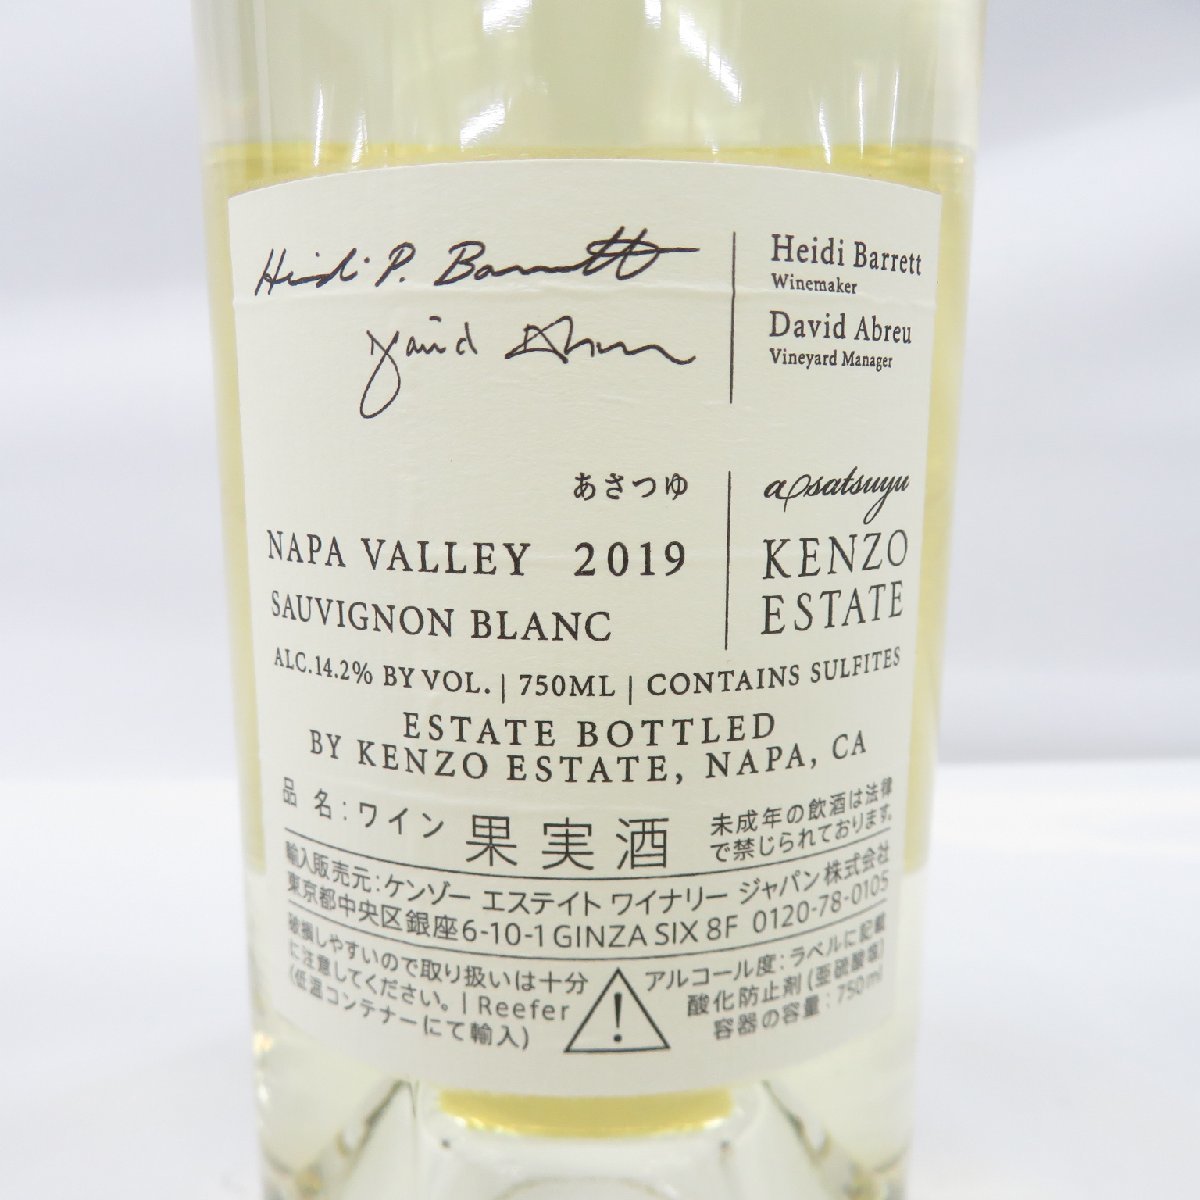 Heidi P. Barrett
David Abreu
Heidi Barrett
Winemaker
David Abreu
Vineyard Manager
あさつゆ
NAPA VALLEY 2019
SAUVIGNON BLANC
asatsuyu
KENZO
ESTATE
ALC.14.2% BY VOL. | 750ML | CONTAINS SULFITES
ESTATE BOTTLED
BY KENZO ESTATE, NAPA, CA
品 名：ワイン 果実酒
未成年の飲酒は法律
で禁じられております。
輸入販売元：ケンゾー エステイト ワイナリー ジャパン株式会社
東京都中央区銀座6-10-1 GINZA SIX 8F 0120-78-0105
破損しやすいので取り扱いは十分
に注意してください。| Reefer
(低温コンテナーにて輸入)
!
アルコール度：ラベルに記載
酸化防止剤(亜硫酸塩)
容器の容量：750ml